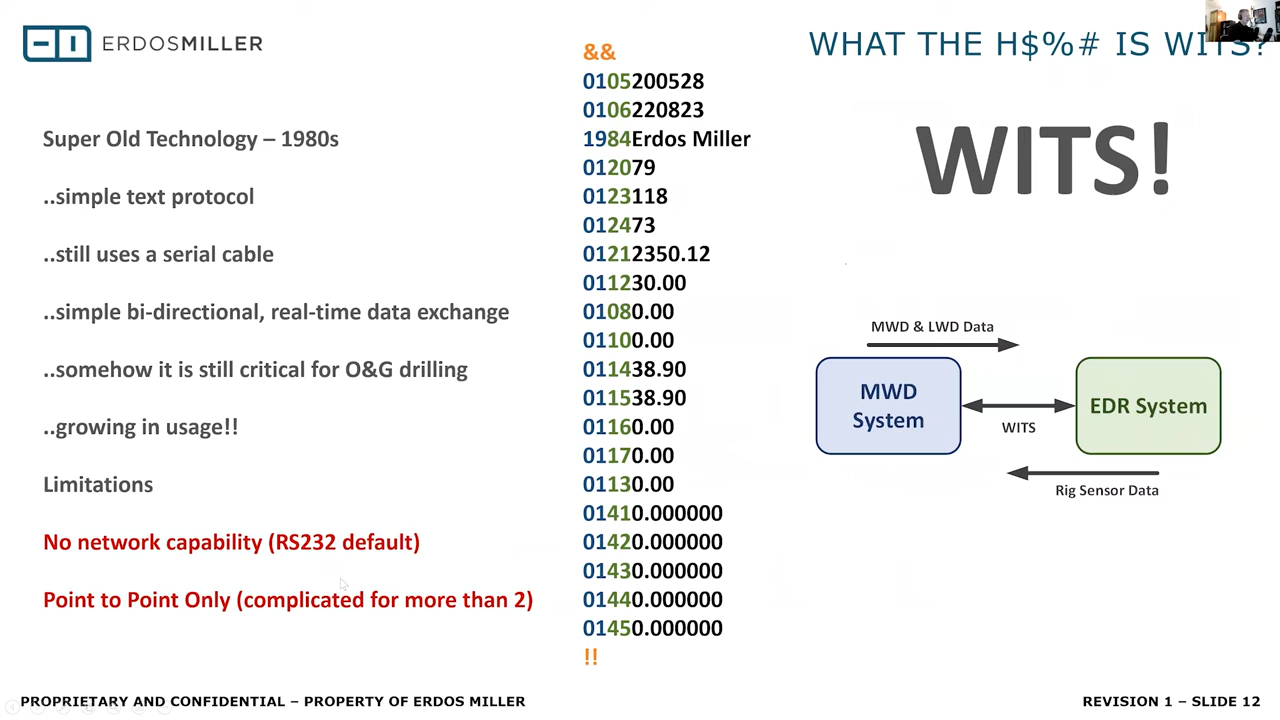 ERDOSMILLER
WHAT THE H$%# IS WITS?
Super Old Technology – 1980s
..simple text protocol
..still uses a serial cable
..simple bi-directional, real-time data exchange
..somehow it is still critical for O&G drilling
..growing in usage!!
Limitations
No network capability (RS232 default)
Point to Point Only (complicated for more than 2)
&&
0105200528
0106220823
1984Erdos Miller
012079
0123118
012473
01212350.12
011230.00
01080.00
01100.00
011438.90
011538.90
01160.00
01170.00
01130.00
01410.000000
01420.000000
01430.000000
01440.000000
01450.000000
!!
WITS!
MWD & LWD Data
MWD
System
WITS
EDR System
Rig Sensor Data
PROPRIETARY AND CONFIDENTIAL – PROPERTY OF ERDOS MILLER
REVISION 1 – SLIDE 12